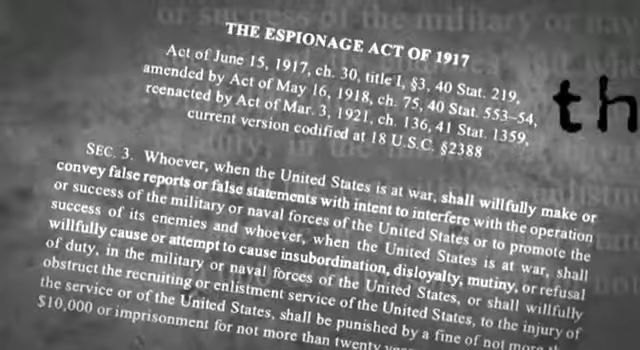 or success of the military or nav
THE ESPIONAGE ACT OF 1917
Act of June 15, 1917, ch. 30, title I, §3, 40 Stat. 219,
amended by Act of May 16, 1918, ch. 75, 40 Stat. 553–54,
reenacted by Act of Mar. 3, 1921, ch. 136, 41 Stat. 1359,
current version codified at 18 U.S.C. §2388
th
SEC. 3. Whoever, when the United States is at war, shall willfully make or
convey false reports or false statements with intent to interfere with the operation
or success of the military or naval forces of the United States or to promote the
success of its enemies and whoever, when the United States is at war, shall
willfully cause or attempt to cause insubordination, disloyalty, mutiny, or refusal
of duty, in the military or naval forces of the United States, or shall willfully
obstruct the recruiting or enlistment service of the United States, to the injury of
the service or of the United States, shall be punished by a fine of not more
$10,000 or imprisonment for not more than twenty